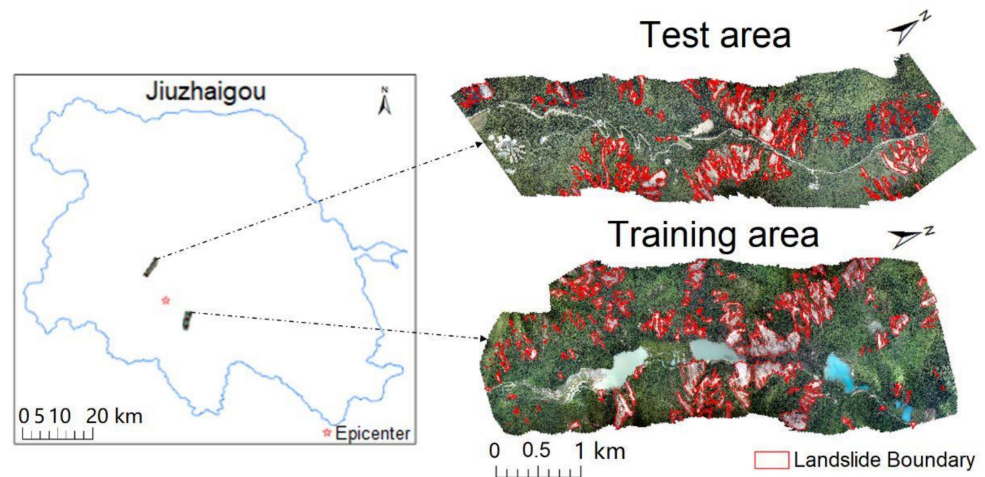 Jiuzhaigou
N
0 5 10 20 km
Epicenter
Test area
N
Training area
N
0 0.5 1 km
Landslide Boundary